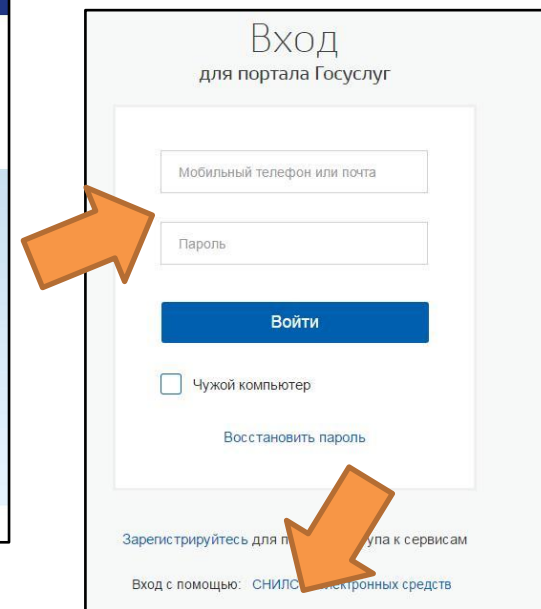 Вход
для портала Госуслуг
Мобильный телефон или почта
Пароль
Войти
Чужой компьютер
Восстановить пароль
Зарегистрируйтесь для к сервисам
Вход с помощью: СНИЛС электронных средств